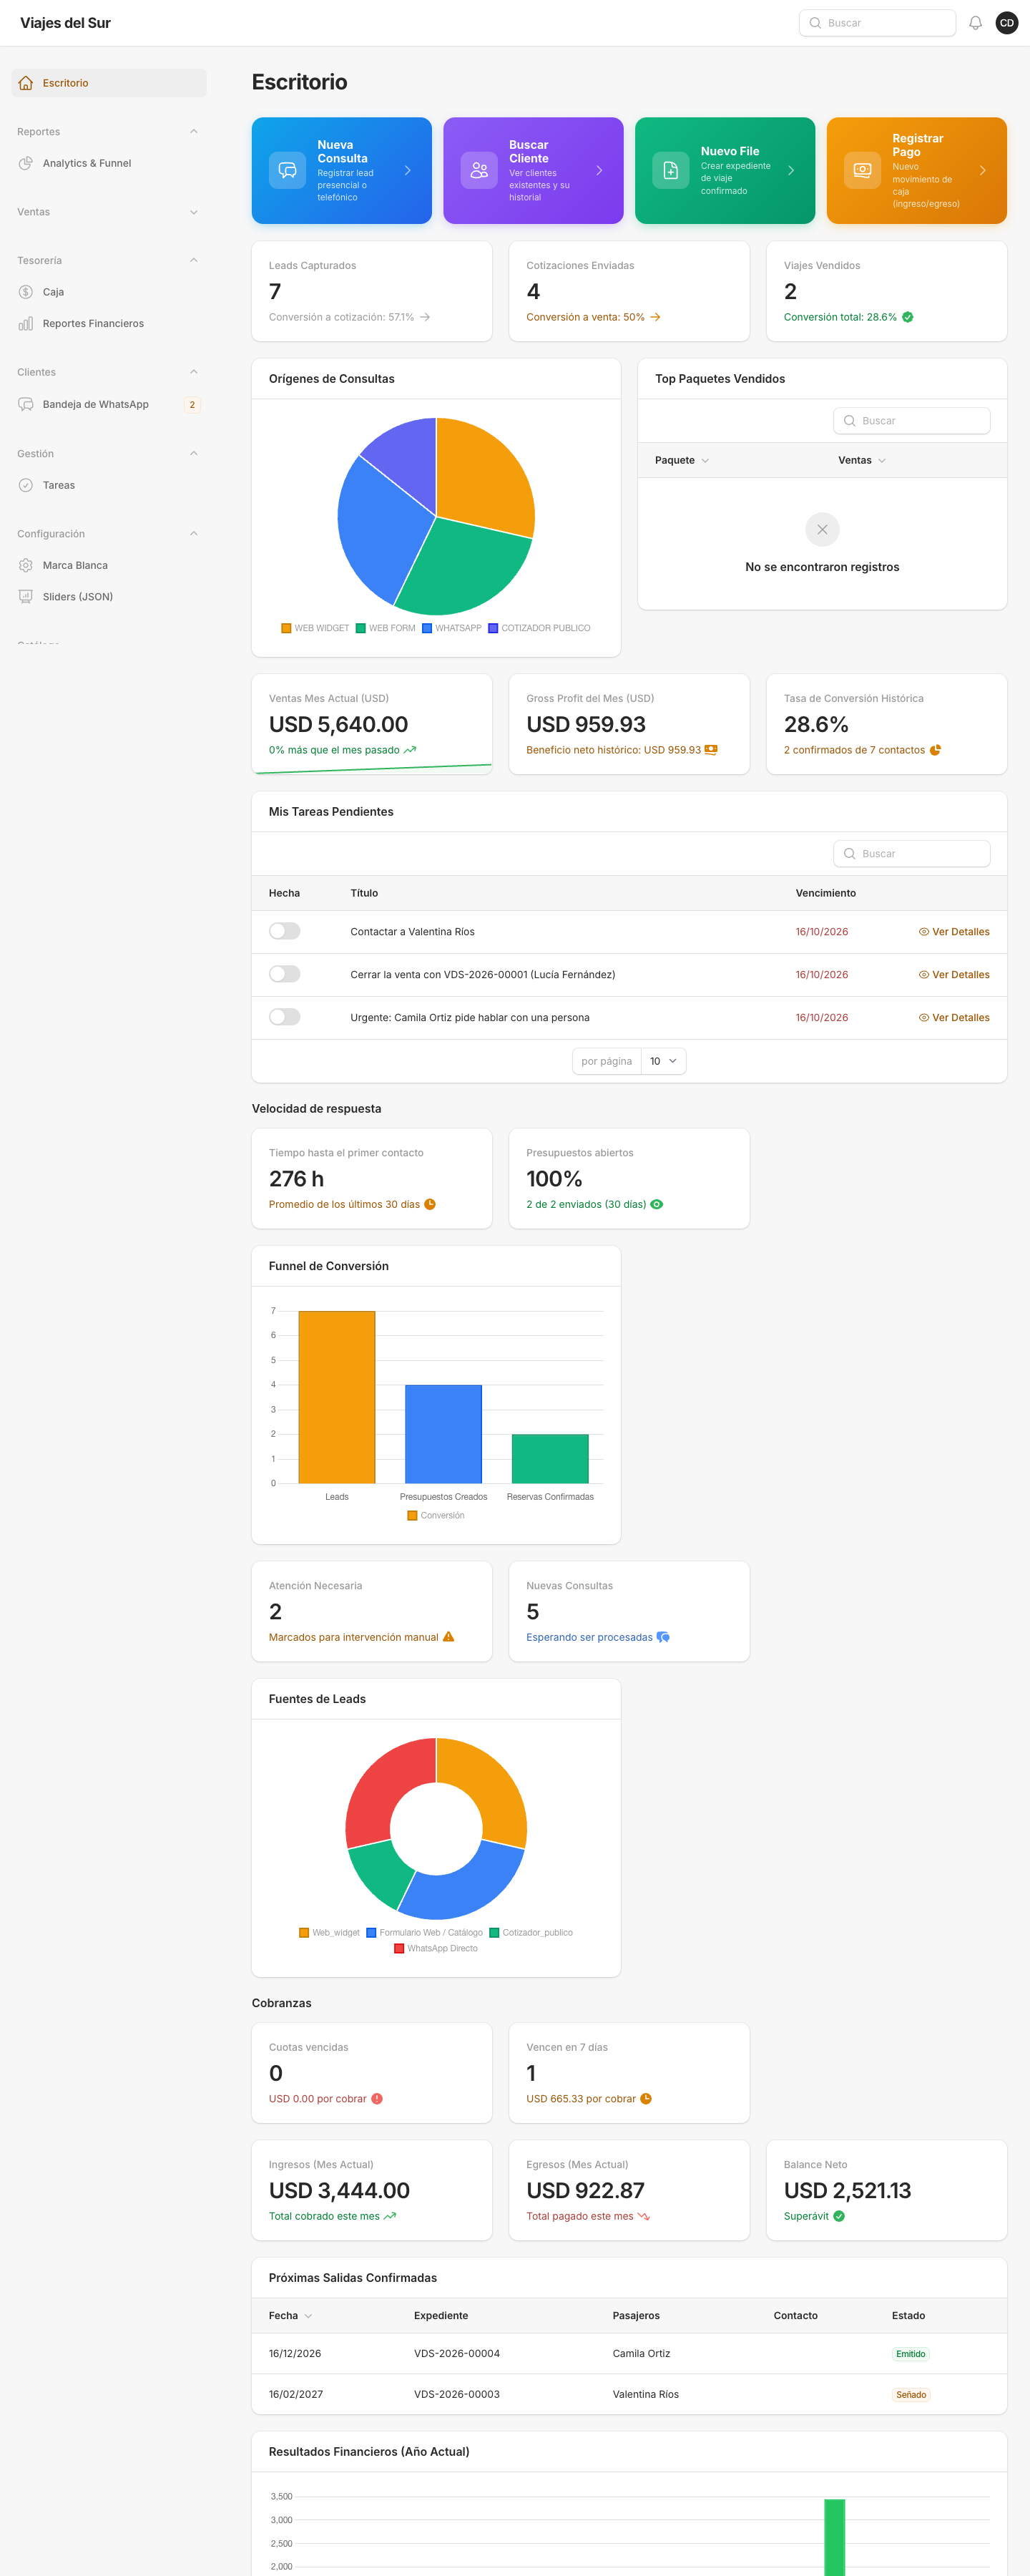 Viajes del Sur
Buscar
CD
Escritorio
Reportes
Analytics & Funnel
Ventas
Tesorería
Caja
Reportes Financieros
Clientes
Bandeja de WhatsApp
2
Gestión
Tareas
Configuración
Marca Blanca
Sliders (JSON)
Escritorio
Nueva
Consulta
Registrar lead
presencial o
telefónico
Buscar
Cliente
Ver clientes
existentes y su
historial
Nuevo File
Crear expediente
de viaje
confirmado
Registrar
Pago
Nuevo
movimiento de
caja
(ingreso/egreso)
Leads Capturados
7
Conversión a cotización: 57.1%
Cotizaciones Enviadas
4
Conversión a venta: 50%
Viajes Vendidos
2
Conversión total: 28.6%
Orígenes de Consultas
WEB WIDGET WEB FORM WHATSAPP COTIZADOR PUBLICO
Top Paquetes Vendidos
Buscar
Paquete Ventas
No se encontraron registros
Ventas Mes Actual (USD)
USD 5,640.00
0% más que el mes pasado
Gross Profit del Mes (USD)
USD 959.93
Beneficio neto histórico: USD 959.93
Tasa de Conversión Histórica
28.6%
2 confirmados de 7 contactos
Mis Tareas Pendientes
Buscar
Hecha Título Vencimiento
Contactar a Valentina Ríos 16/10/2026 Ver Detalles
Cerrar la venta con VDS-2026-00001 (Lucía Fernández) 16/10/2026 Ver Detalles
Urgente: Camila Ortiz pide hablar con una persona 16/10/2026 Ver Detalles
por página 10
Velocidad de respuesta
Tiempo hasta el primer contacto
276 h
Promedio de los últimos 30 días
Presupuestos abiertos
100%
2 de 2 enviados (30 días)
Funnel de Conversión
7
6
5
4
3
2
1
0
Leads Presupuestos Creados Reservas Confirmadas
Conversión
Atención Necesaria
2
Marcados para intervención manual
Nuevas Consultas
5
Esperando ser procesadas
Fuentes de Leads
Web_widget Formulario Web / Catálogo Cotizador_publico
WhatsApp Directo
Cobranzas
Cuotas vencidas
0
USD 0.00 por cobrar
Vencen en 7 días
1
USD 665.33 por cobrar
Ingresos (Mes Actual)
USD 3,444.00
Total cobrado este mes
Egresos (Mes Actual)
USD 922.87
Total pagado este mes
Balance Neto
USD 2,521.13
Superávit
Próximas Salidas Confirmadas
Fecha Expediente Pasajeros Contacto Estado
16/12/2026 VDS-2026-00004 Camila Ortiz Emitido
16/02/2027 VDS-2026-00003 Valentina Ríos Señado
Resultados Financieros (Año Actual)
3,500
3,000
2,500
2,000